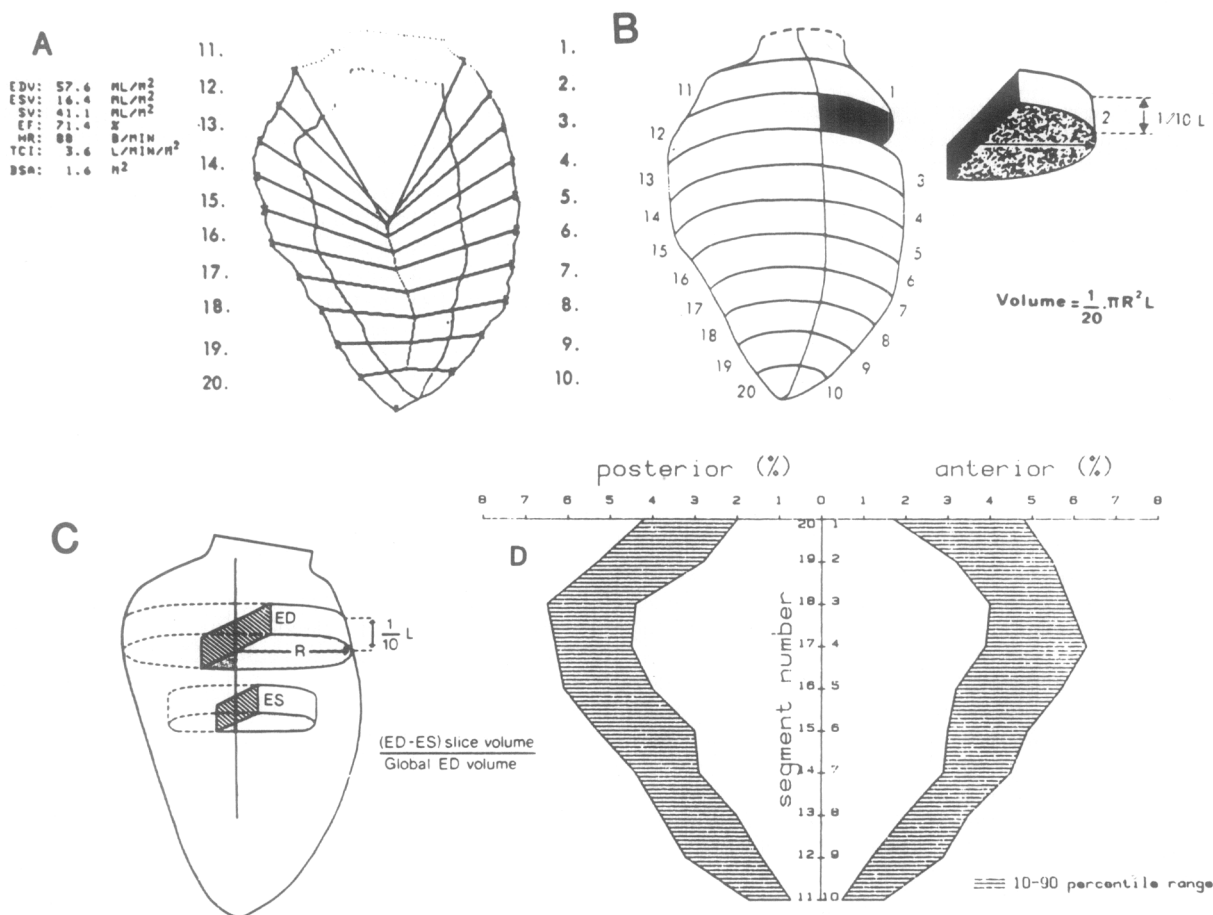 A
EDV: 57.6 ML/M²
ESV: 16.4 ML/M²
SV: 41.1 ML/M²
EF: 71.4 %
HR: 88 B/MIN
TCI: 3.6 L/MIN/M²
BSA: 1.6 M²
11.
12.
13.
14.
15.
16.
17.
18.
19.
20.
1.
2.
3.
4.
5.
6.
7.
8.
9.
10.
B
11
12
13
14
15
16
17
18
19
20
1
3
4
5
6
7
8
9
10
2
1/10 L
R
Volume = 1/20 . πR²L
C
ED
R
1/10 L
ES
(ED-ES) slice volume
Global ED volume
D
posterior (%) anterior (%)
8 7 6 5 4 3 2 1 0 1 2 3 4 5 6 7 8
segment number
20 1
19 2
18 3
17 4
16 5
15 6
14 7
13 8
12 9
11 10
10-90 percentile range